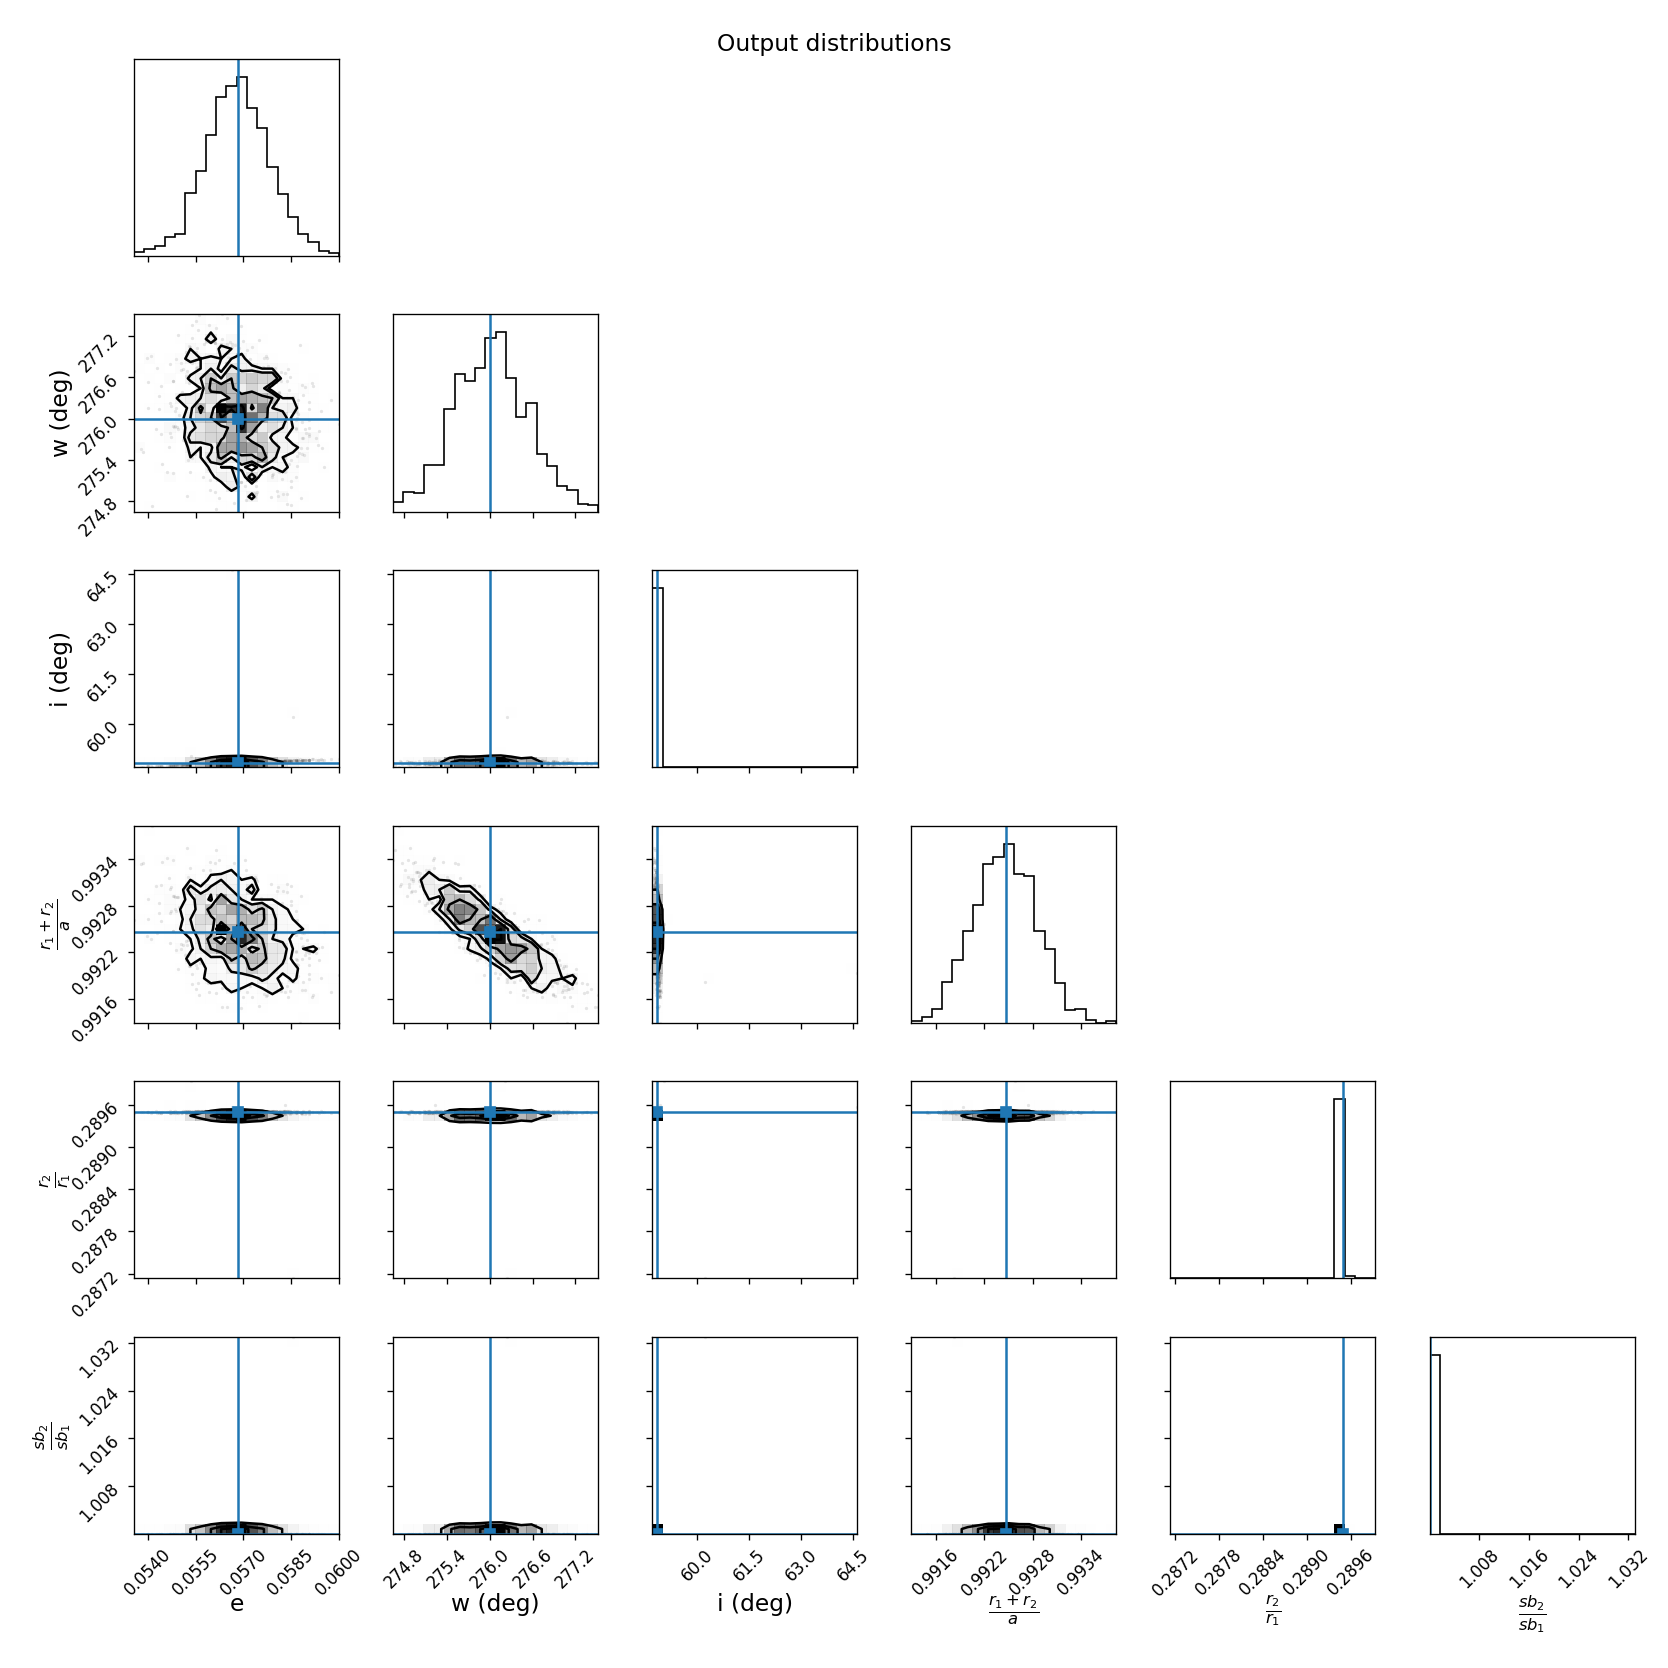 Output distributions
w (deg)
277.2
276.6
276.0
275.4
274.8
i (deg)
64.5
63.0
61.5
60.0
r₁ + r₂
a
0.9934
0.9928
0.9922
0.9916
r₂
r₁
0.2896
0.2890
0.2884
0.2878
0.2872
sb₂
sb₁
1.032
1.024
1.016
1.008
0.0540 0.0555 0.0570 0.0585 0.0600 274.8 275.4 276.0 276.6 277.2 60.0 61.5 63.0 64.5 0.9916 0.9922 0.9928 0.9934 0.2872 0.2878 0.2884 0.2890 0.2896 1.008 1.016 1.024 1.032
e w (deg) i (deg) r₁ + r₂ r₂ sb₂
a r₁ sb₁